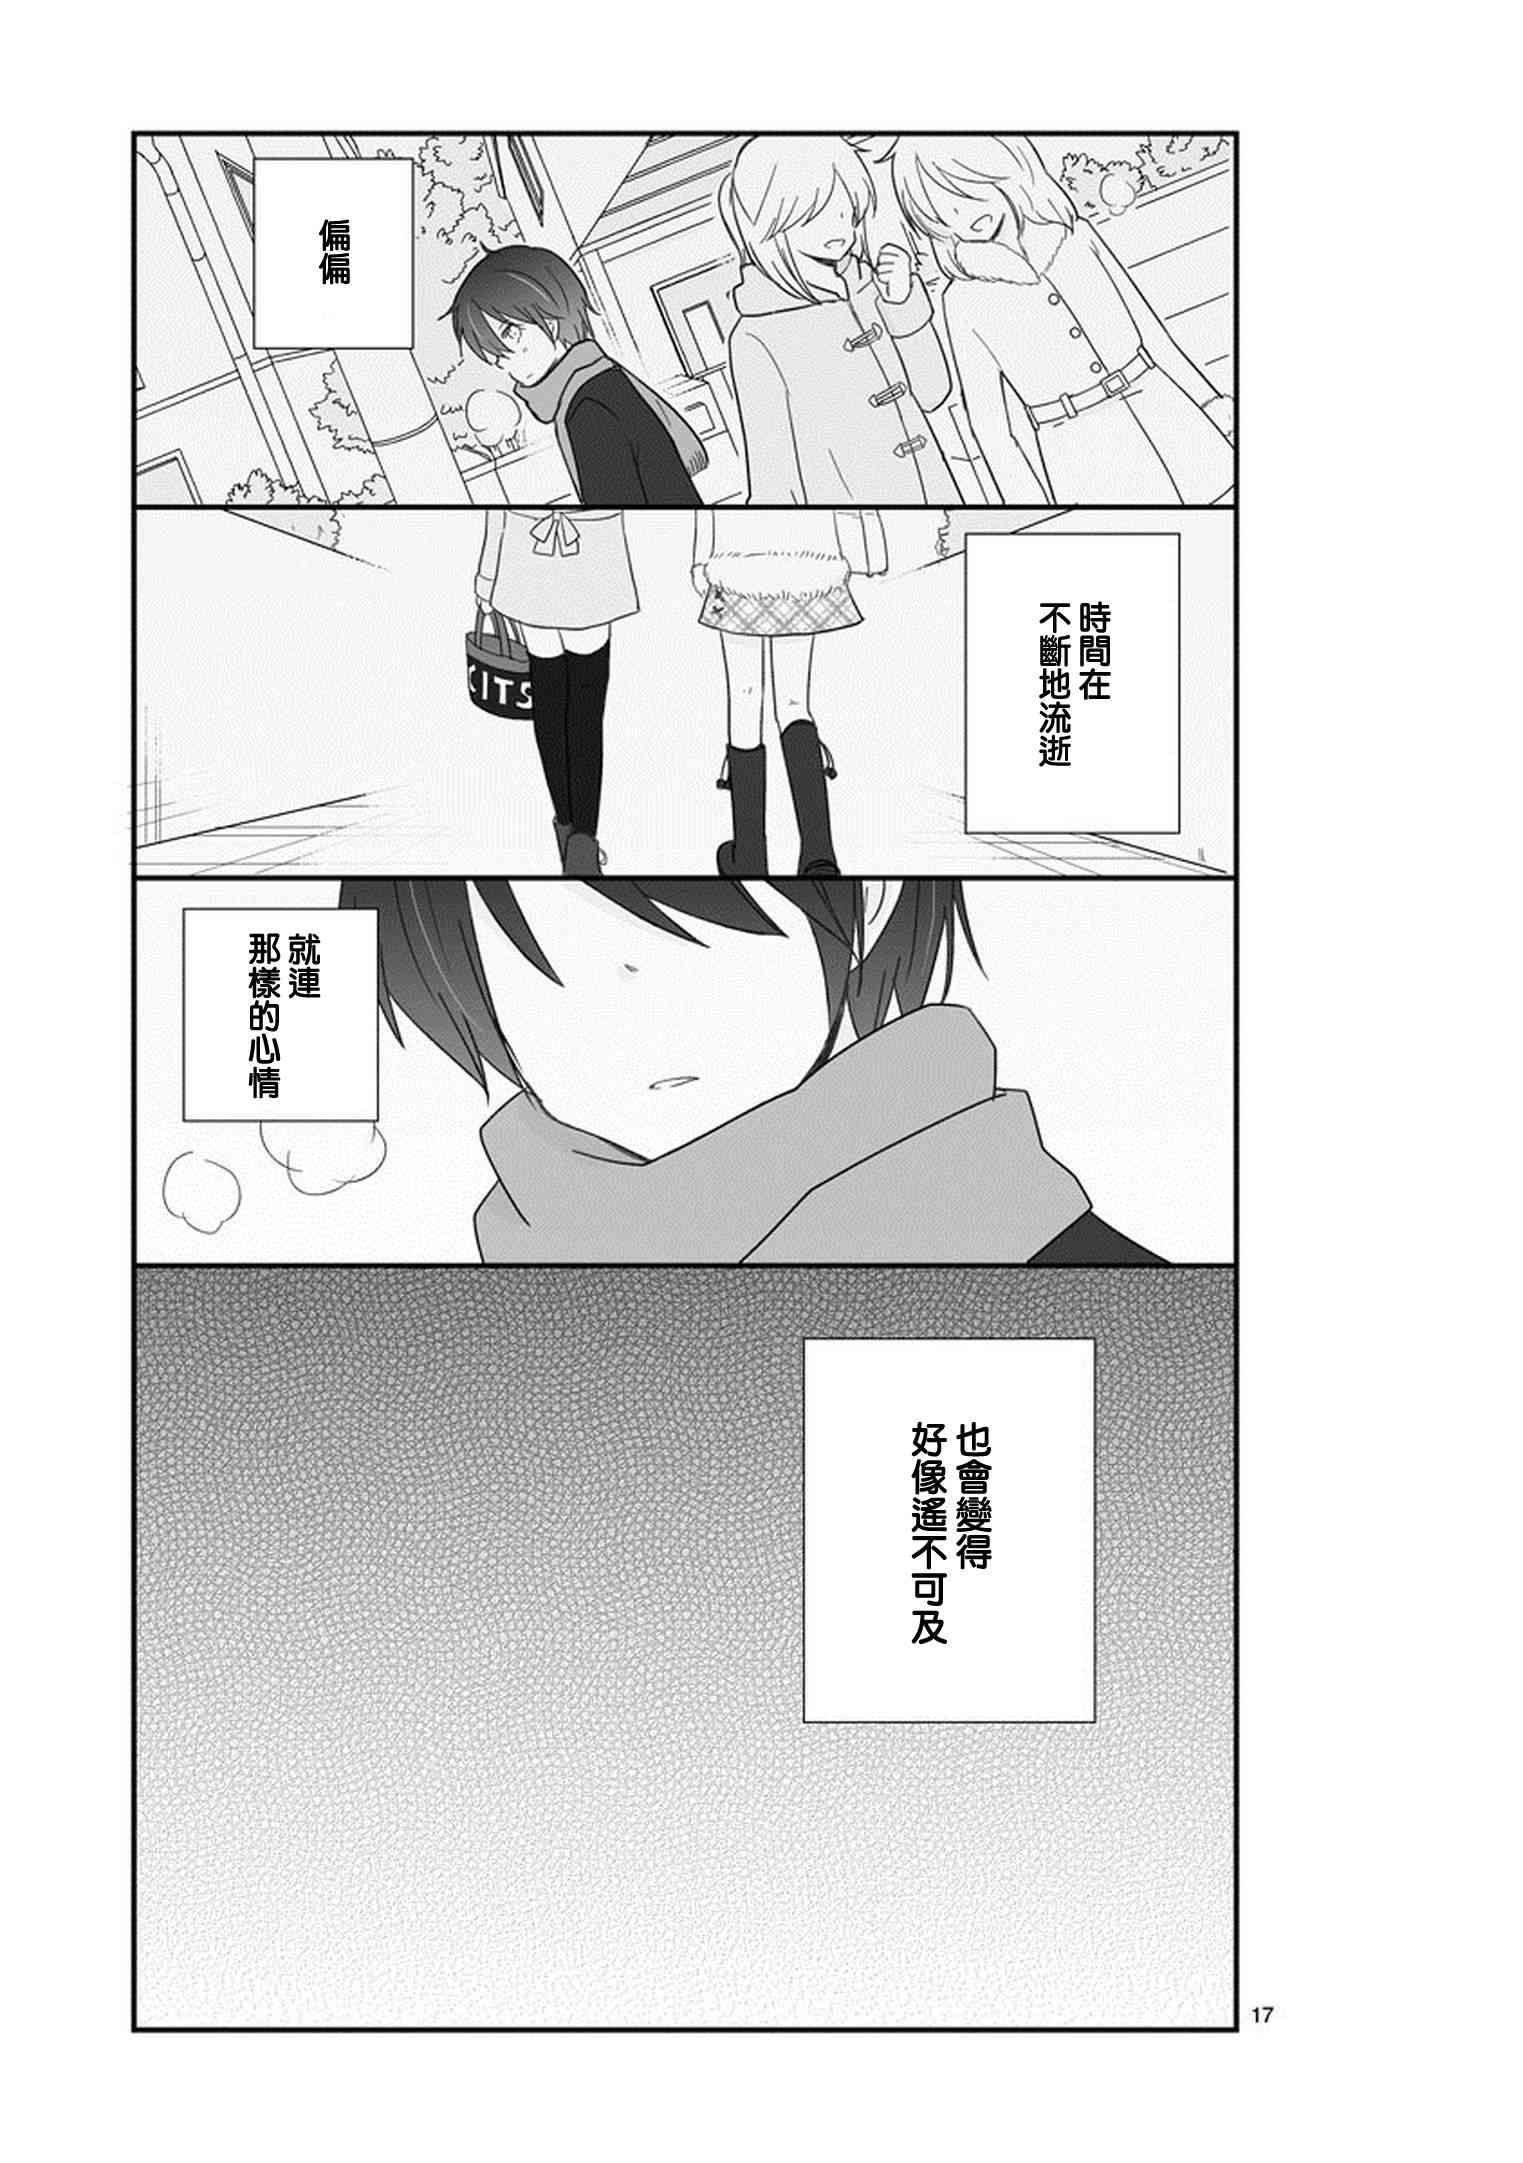 偏偏
時間在
不斷地流逝
CITS
就連
那樣的心情
也會變得
好像遙不可及
17